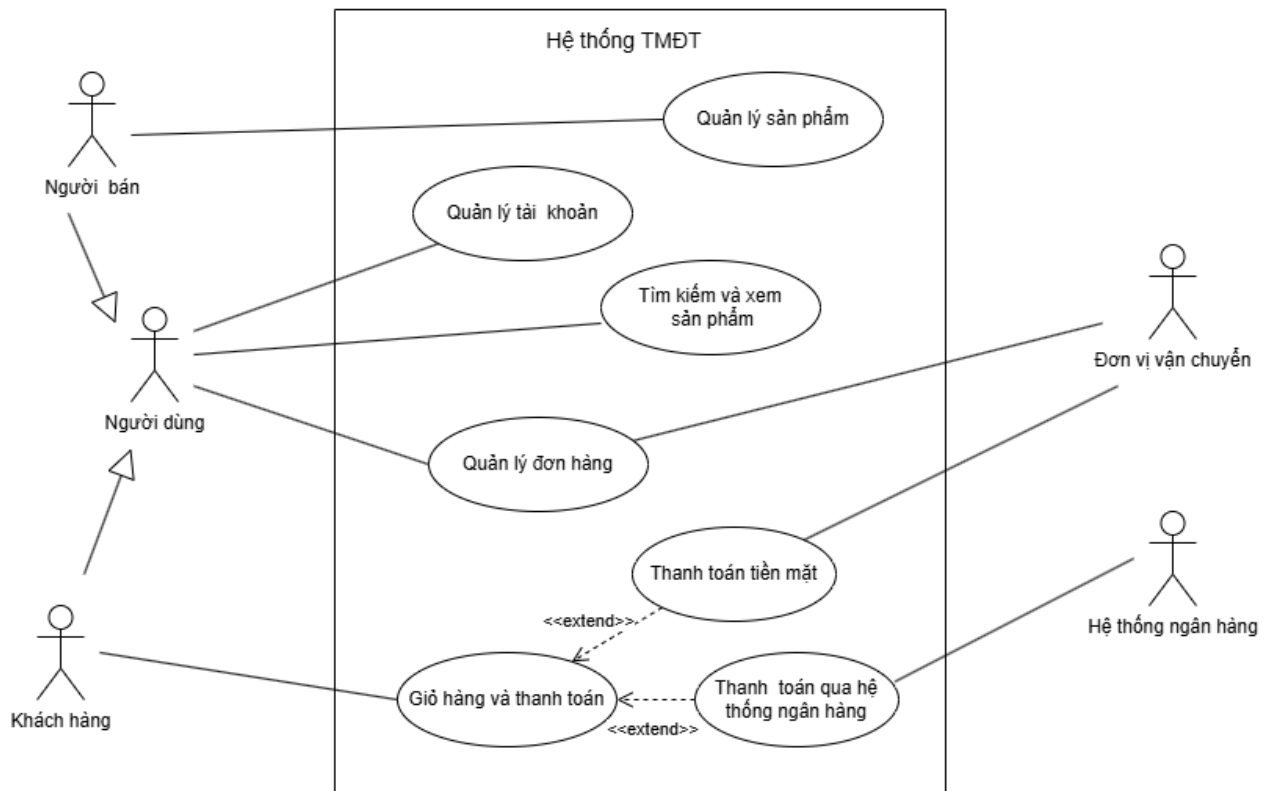 Hệ thống TMĐT
Quản lý sản phẩm
Người bán
Quản lý tài khoản
Tìm kiếm và xem
sản phẩm
Đơn vị vận chuyển
Người dùng
Quản lý đơn hàng
Thanh toán tiền mặt
<<extend>>
Hệ thống ngân hàng
Giỏ hàng và thanh toán
Thanh toán qua hệ
thống ngân hàng
Khách hàng
<<extend>>